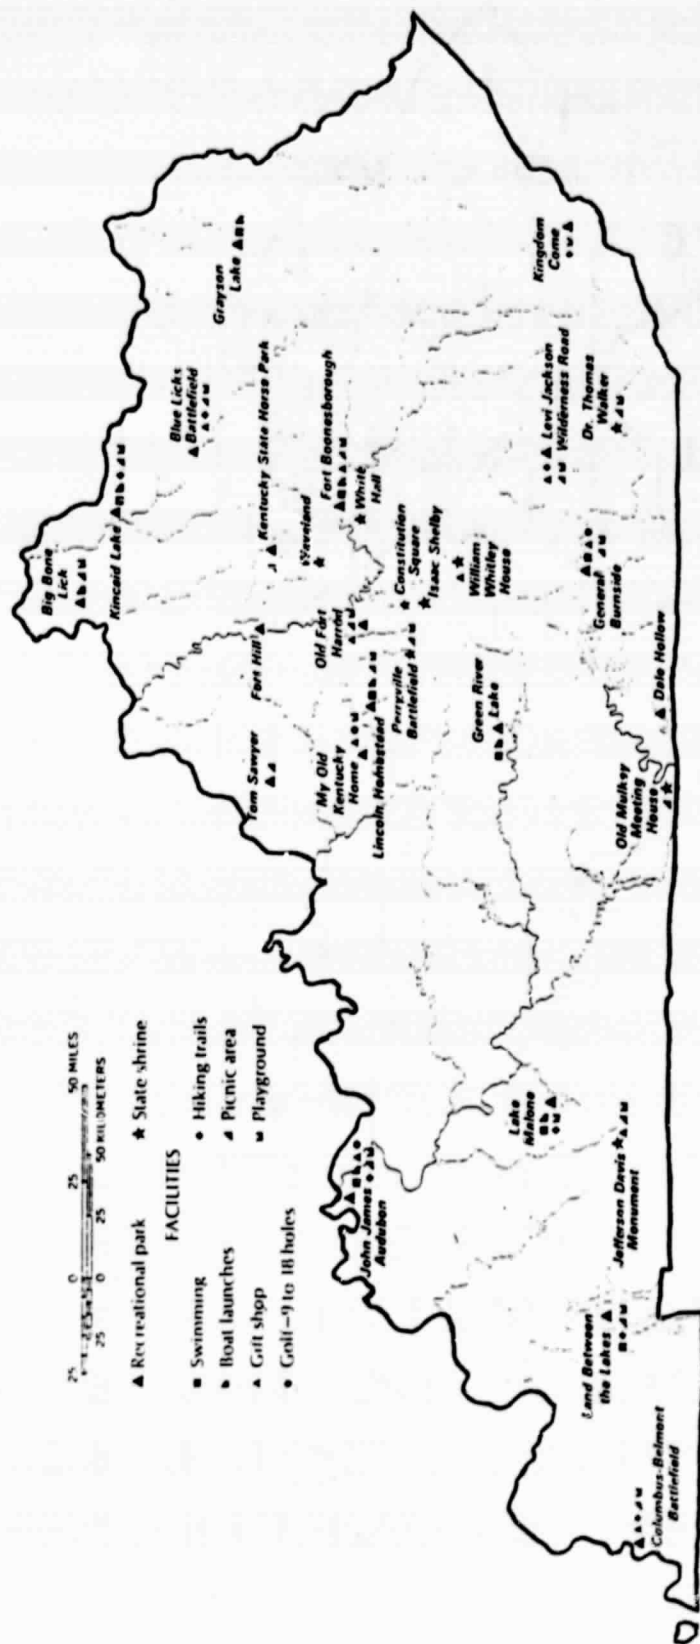 25 0 25 50 MILES
25 0 25 50 KILOMETERS
Recreational park
State shrine
FACILITIES
Swimming
Boat launches
Gift shop
Golf–9 to 18 holes
Hiking trails
Picnic area
Playground
Big Bone
Lick
Kincaid Lake
Blue Licks
Battlefield
Grayson
Lake
Tom Sawyer
Fort Hill
Kentucky State Horse Park
Waveland
Fort Boonesborough
White
Hall
My Old
Kentucky
Home
Old Fort
Harrod
Lincoln Homestead
Perryville
Battlefield
Constitution
Square
Isaac Shelby
William
Whitley
House
Green River
Lake
Levi Jackson
Wilderness Road
Kingdom
Come
Dr. Thomas
Walker
General
Burnside
Dale Hollow
Old Mulkey
Meeting
House
John James
Audubon
Lake
Malone
Jefferson Davis
Monument
Land Between
the Lakes
Columbus-Belmont
Battlefield